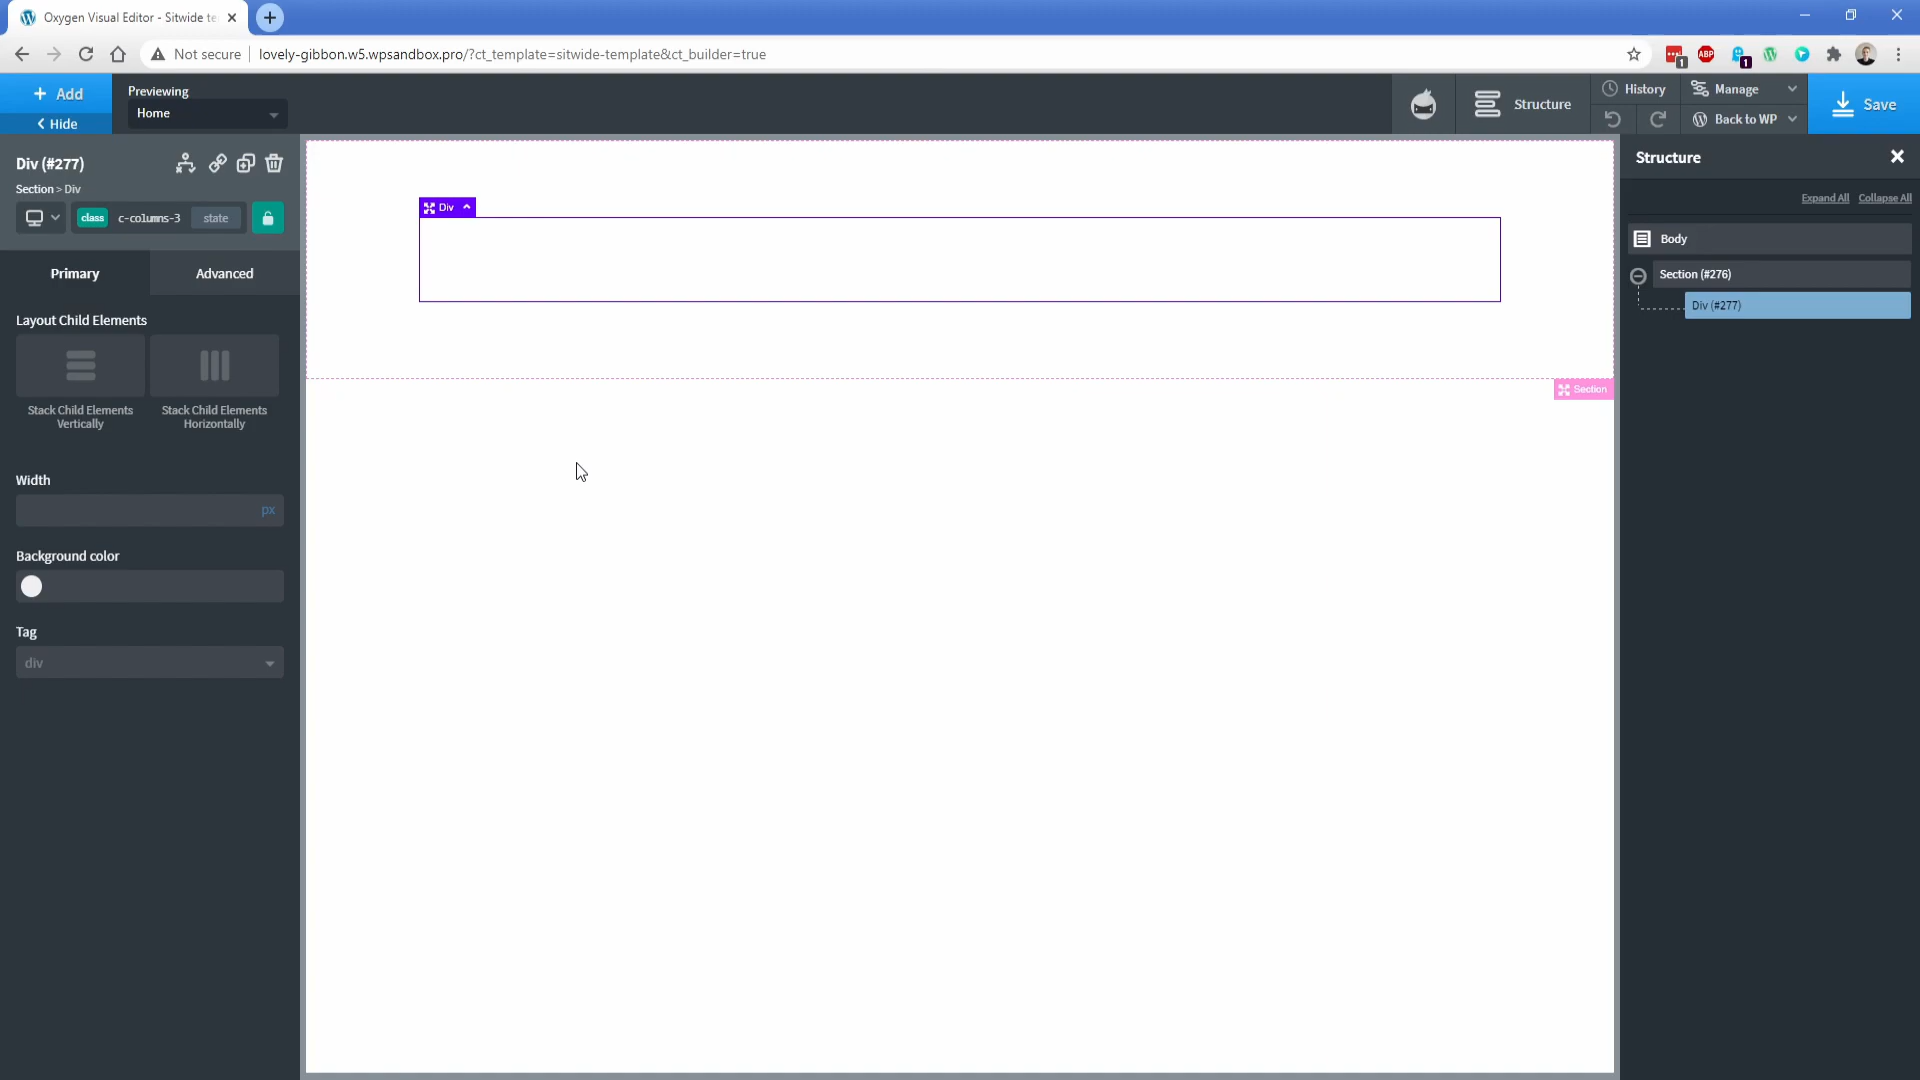 Oxygen Visual Editor - Sitwide te
Not secure
lovely-gibbon.w5.wpsandbox.pro/?ct_template=sitwide-template&ct_builder=true
1
ABP
1
+ Add
Hide
Previewing
Home
Structure
History
Manage
Back to WP
Save
Div (#277)
Section > Div
class c-columns-3 state
Primary
Advanced
Layout Child Elements
Stack Child Elements Vertically
Stack Child Elements Horizontally
Width
px
Background color
Tag
div
Div
Section
Structure
Expand All
Collapse All
Body
Section (#276)
Div (#277)